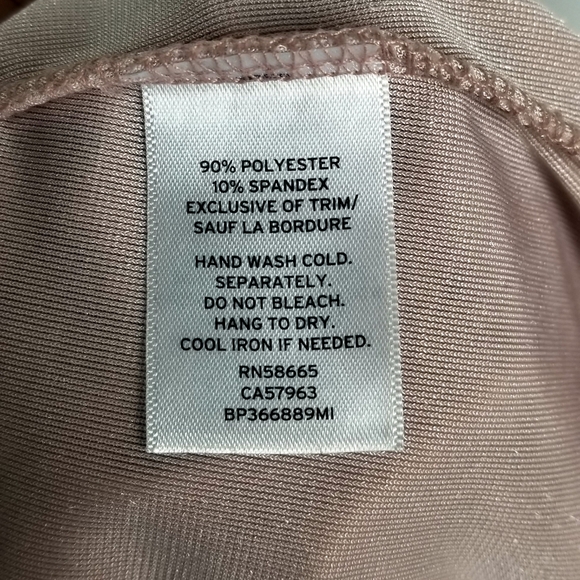 90% POLYESTER
10% SPANDEX
EXCLUSIVE OF TRIM/
SAUF LA BORDURE
HAND WASH COLD.
SEPARATELY.
DO NOT BLEACH.
HANG TO DRY.
COOL IRON IF NEEDED.
RN58665
CA57963
BP366889MI